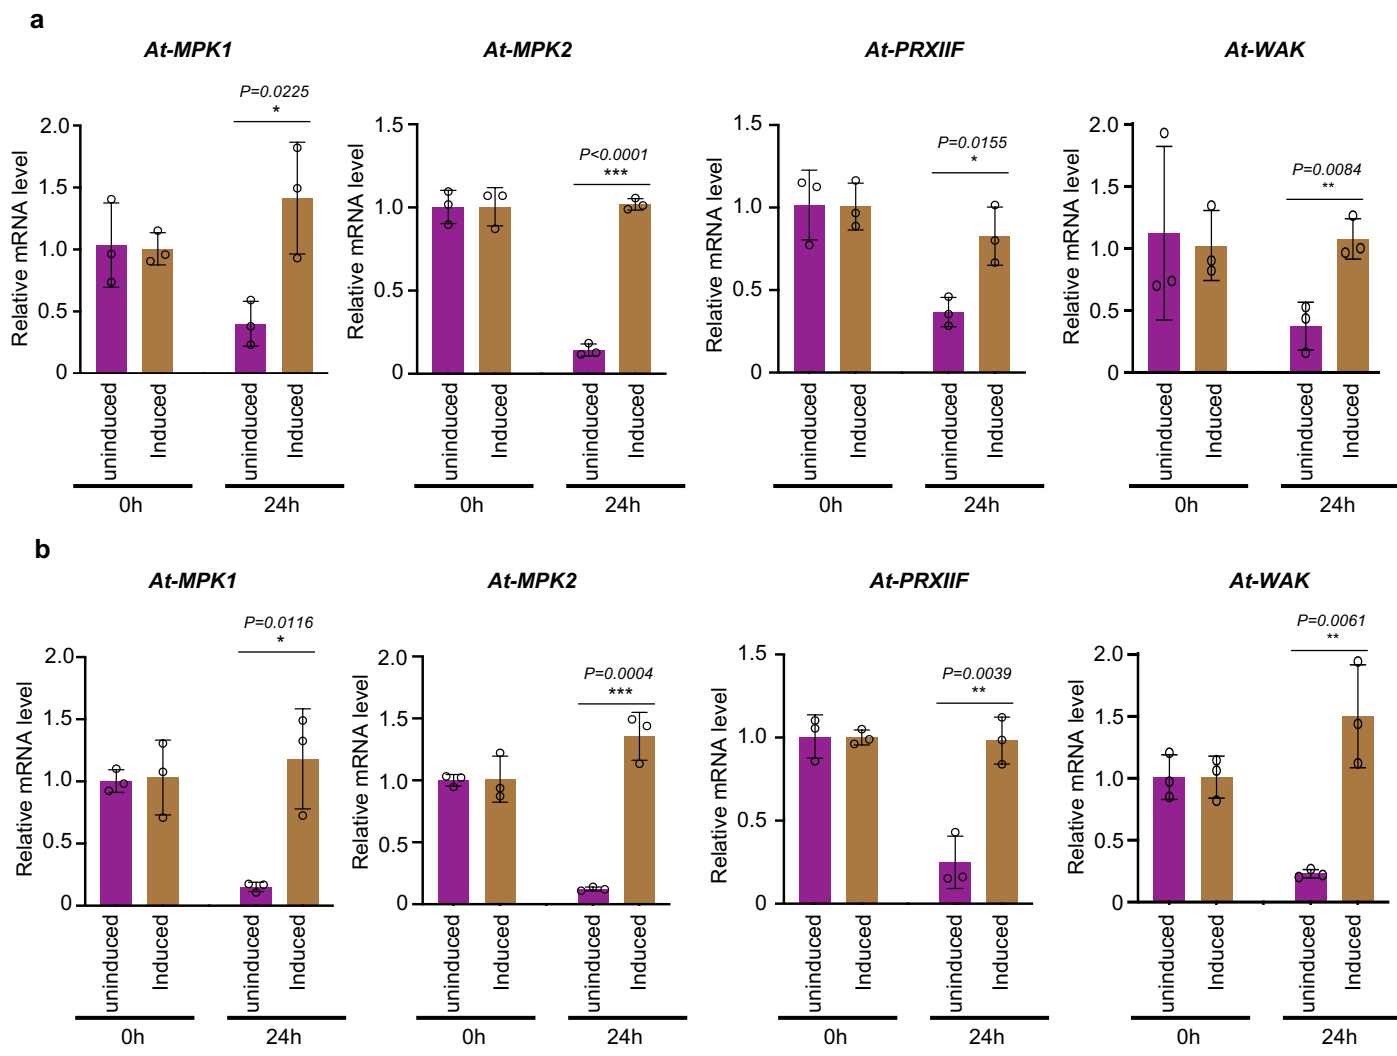 a
At-MPK1
At-MPK2
At-PRXIIF
At-WAK
P=0.0225
*
P<0.0001
***
P=0.0155
*
P=0.0084
**
Relative mRNA level
2.0
1.5
1.0
0.5
0
Relative mRNA level
1.5
1.0
0.5
0
Relative mRNA level
1.5
1.0
0.5
0
Relative mRNA level
2.0
1.5
1.0
0.5
0
uninduced
Induced
uninduced
Induced
uninduced
Induced
uninduced
Induced
uninduced
Induced
uninduced
Induced
uninduced
Induced
uninduced
Induced
0h
24h
0h
24h
0h
24h
0h
24h
b
At-MPK1
At-MPK2
At-PRXIIF
At-WAK
P=0.0116
*
P=0.0004
***
P=0.0039
**
P=0.0061
**
Relative mRNA level
2.0
1.5
1.0
0.5
0
Relative mRNA level
2.0
1.5
1.0
0.5
0
Relative mRNA level
1.5
1.0
0.5
0
Relative mRNA level
2.0
1.5
1.0
0.5
0
uninduced
Induced
uninduced
Induced
uninduced
Induced
uninduced
Induced
uninduced
Induced
uninduced
Induced
uninduced
Induced
uninduced
Induced
0h
24h
0h
24h
0h
24h
0h
24h